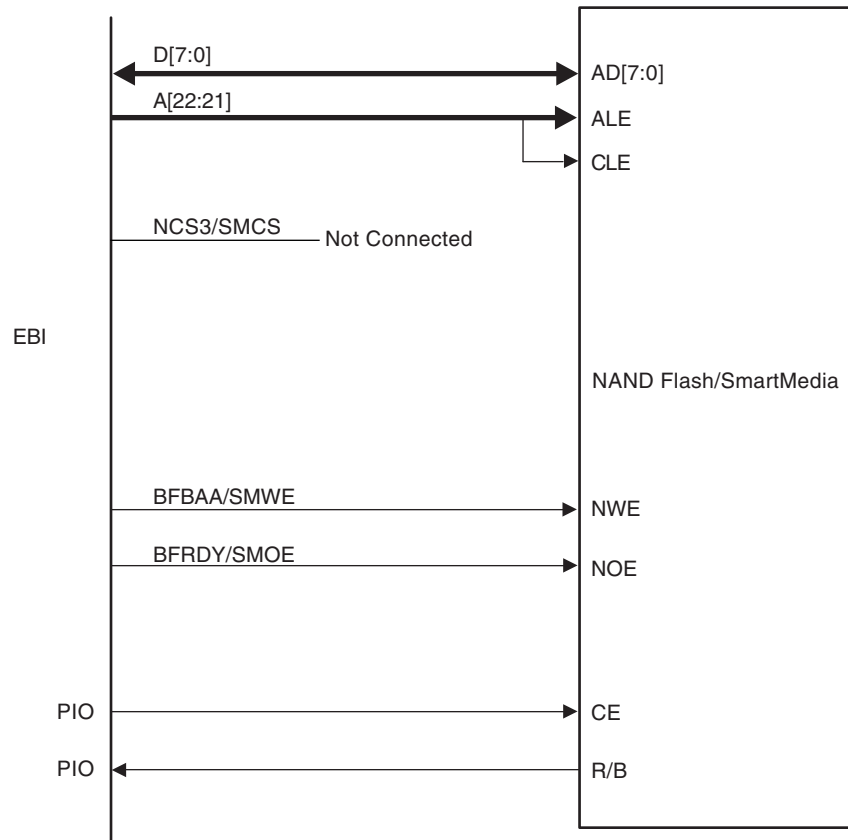 D[7:0]
AD[7:0]
A[22:21]
ALE
CLE
NCS3/SMCS
Not Connected
EBI
NAND Flash/SmartMedia
BFBAA/SMWE
NWE
BFRDY/SMOE
NOE
PIO
CE
PIO
R/B